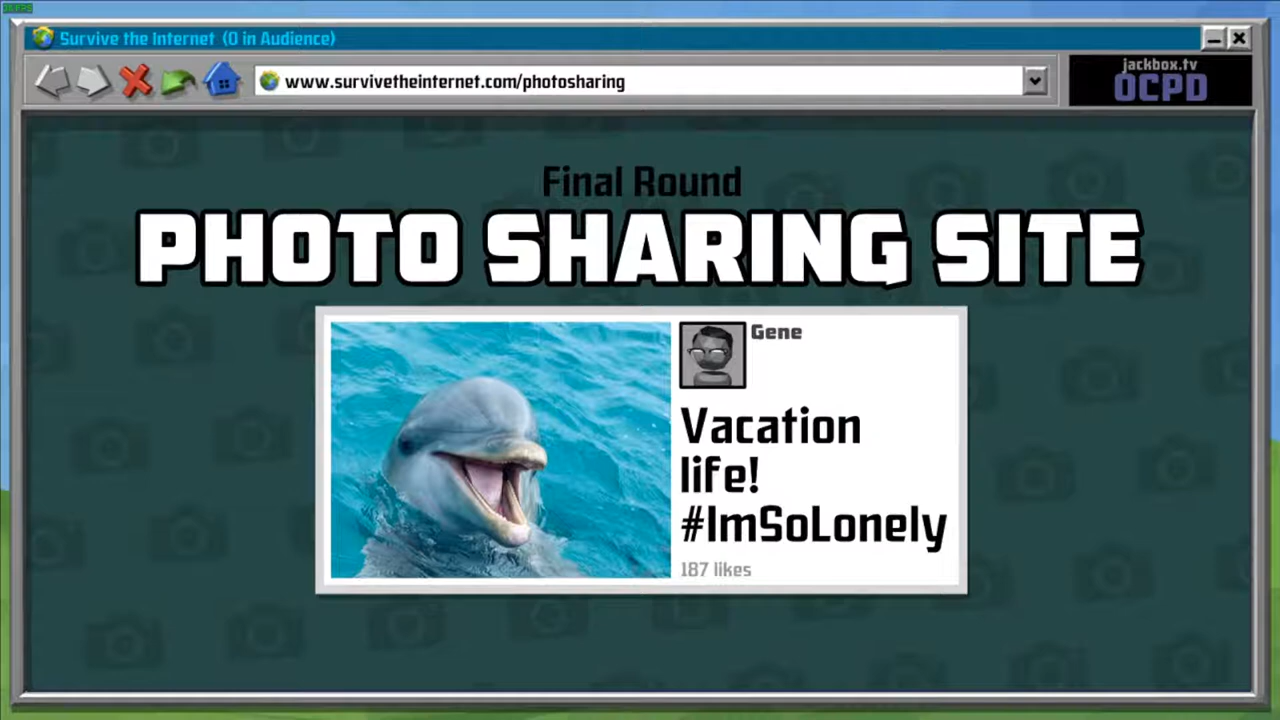 Survive the Internet (0 in Audience)
www.survivetheinternet.com/photosharing
jackbox.tv
OCPD
Final Round
PHOTO SHARING SITE
Gene
Vacation
life!
#ImSoLonely
187 likes